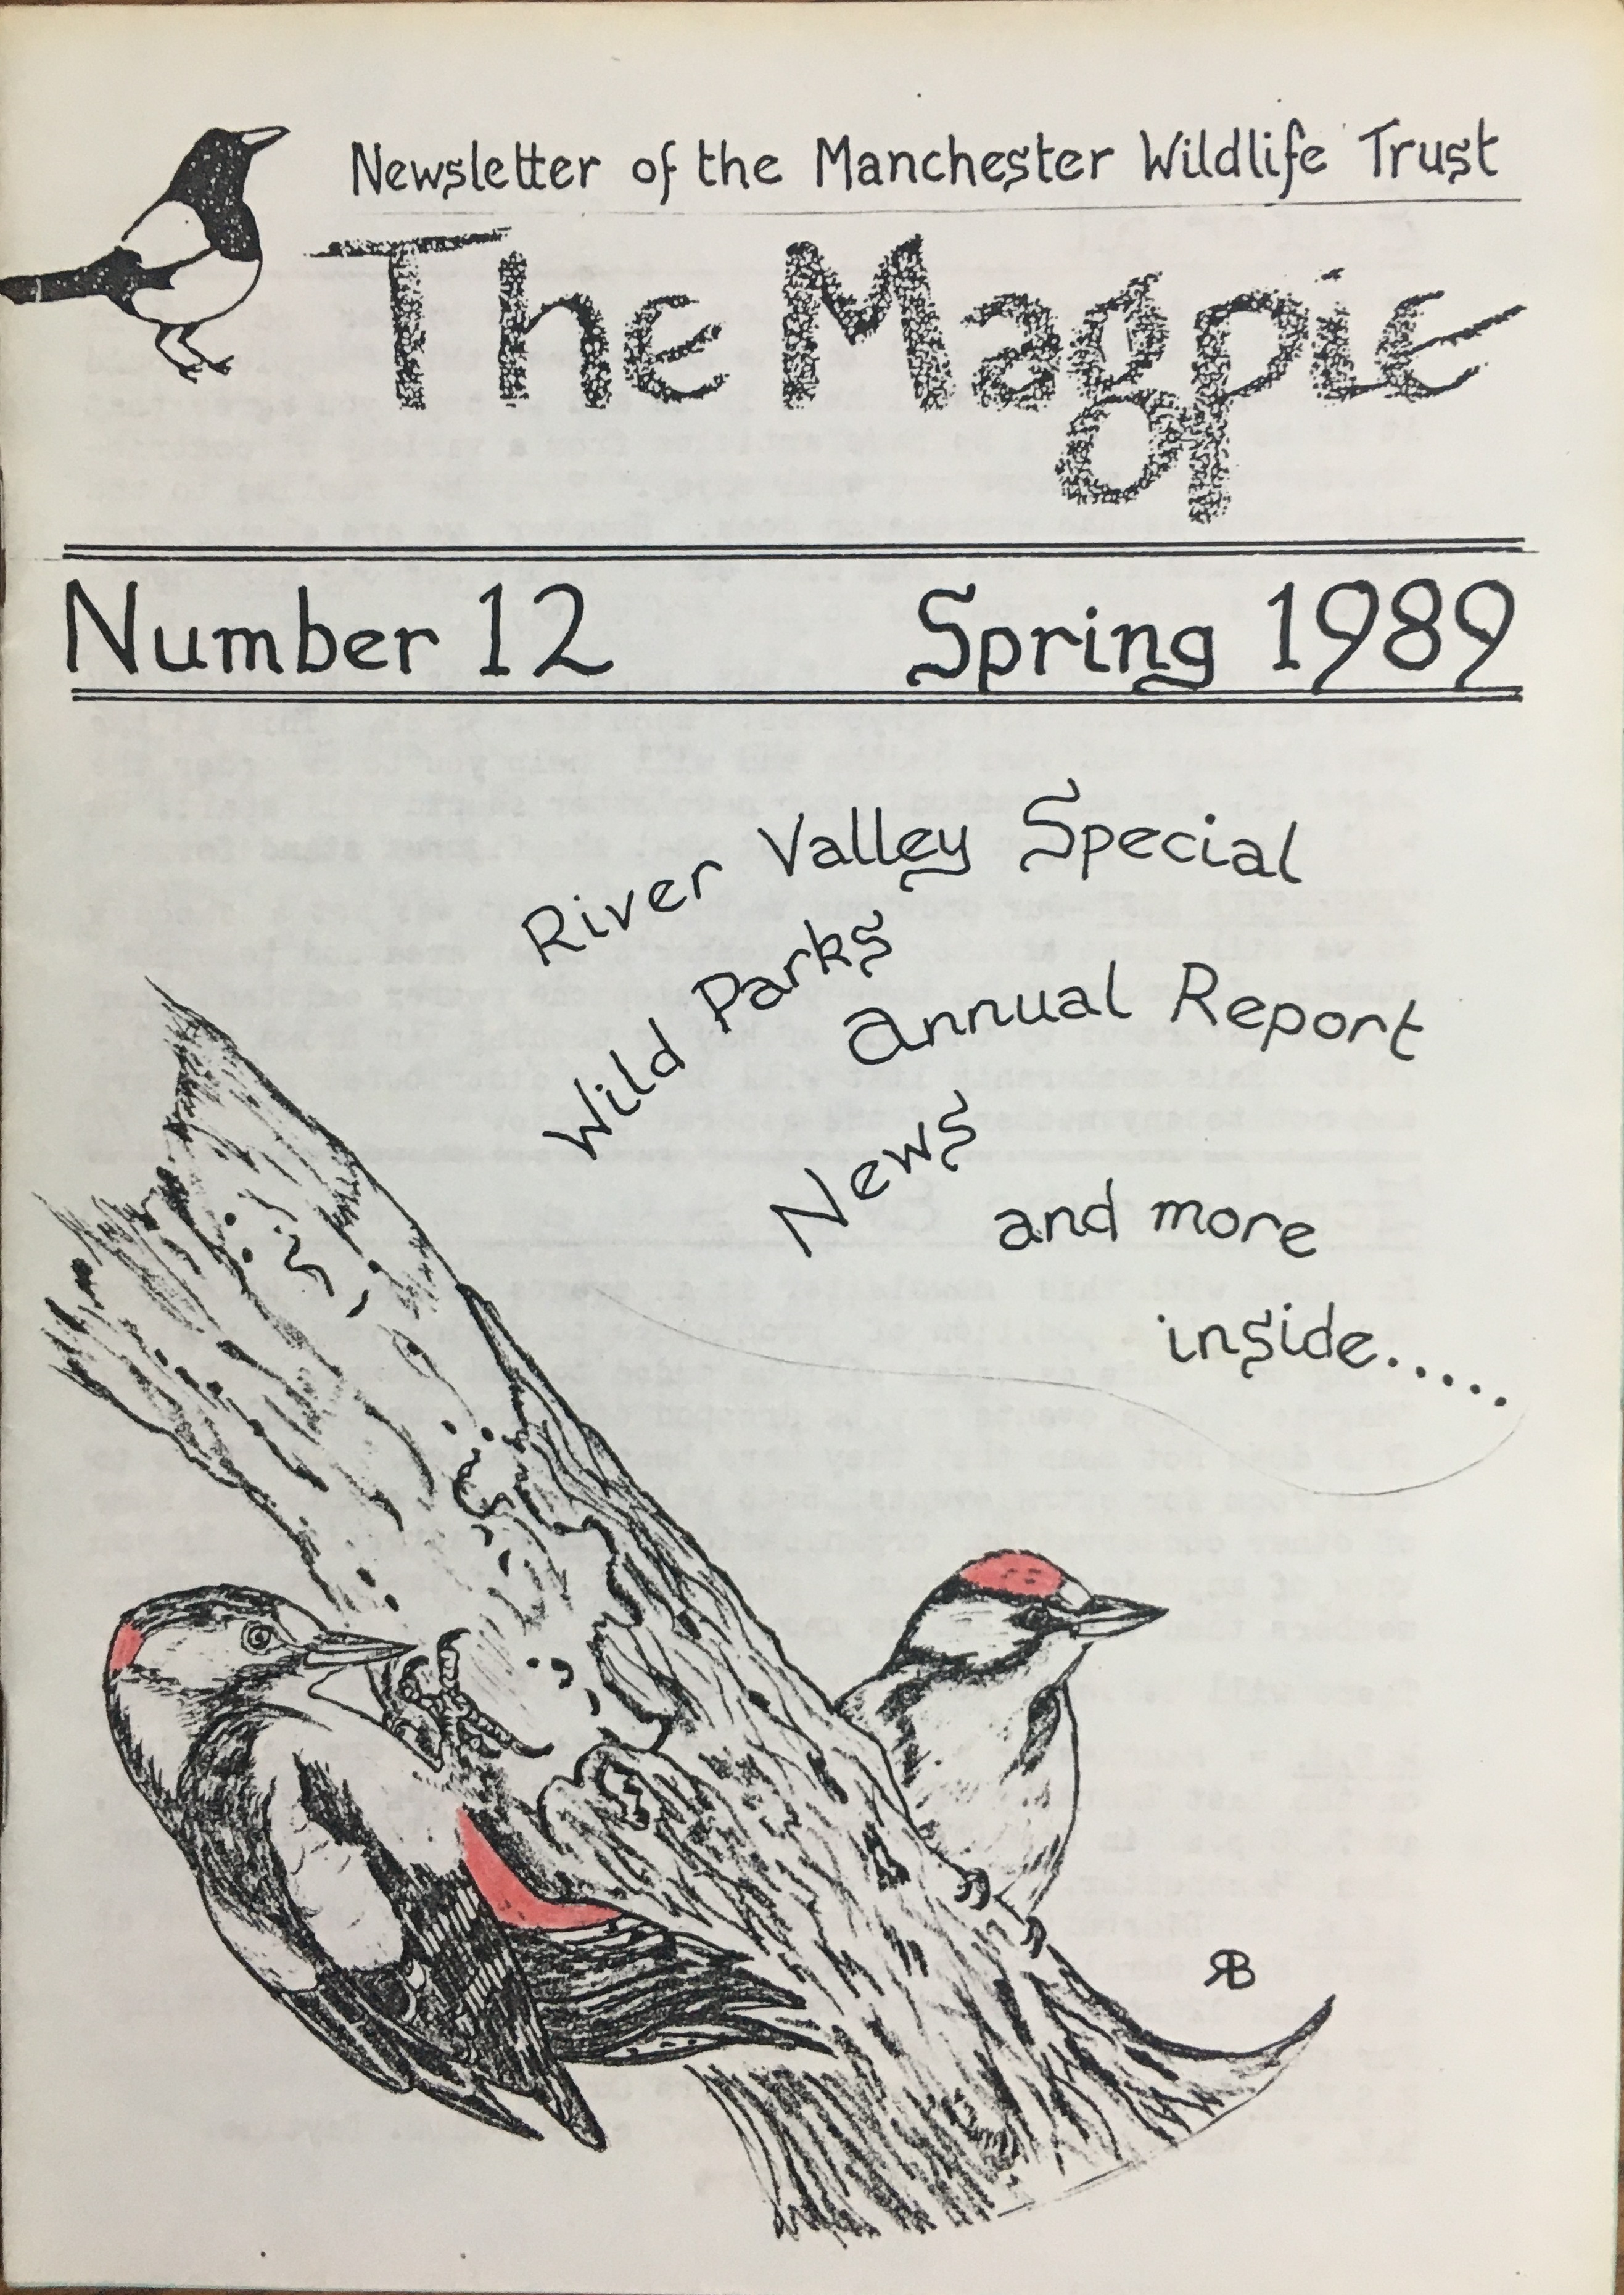 Newsletter of the Manchester Wildlife Trust
The Magpie
Number 12 Spring 1989
River Valley Special
Wild Parks
Annual Report
News
and more
inside.....
RB